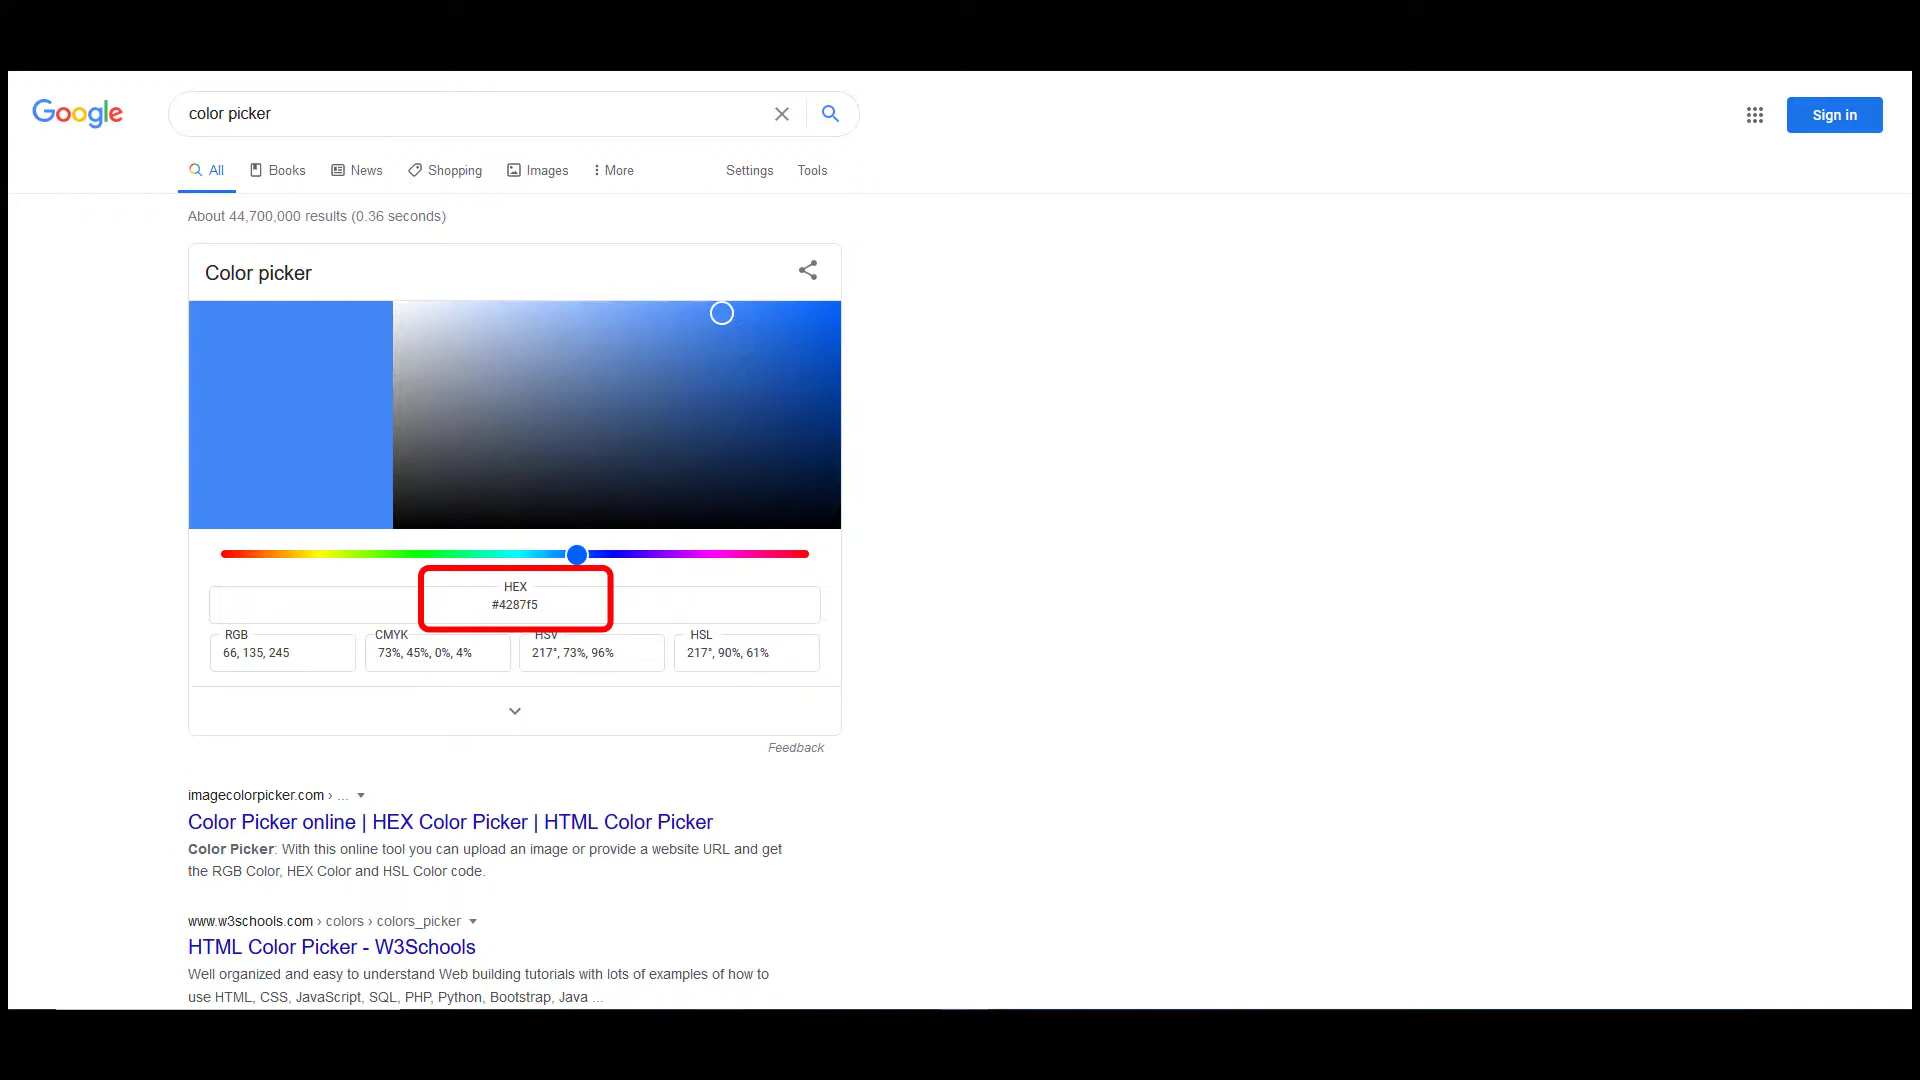 Google
color picker
Sign in
All Books News Shopping Images More Settings Tools
About 44,700,000 results (0.36 seconds)
Color picker
HEX
#4287f5
RGB CMYK HSV HSL
66, 135, 245 73%, 45%, 0%, 4% 217°, 73%, 96% 217°, 90%, 61%
Feedback
imagecolorpicker.com › ...
Color Picker online | HEX Color Picker | HTML Color Picker
Color Picker: With this online tool you can upload an image or provide a website URL and get
the RGB Color, HEX Color and HSL Color code.
www.w3schools.com › colors › colors_picker
HTML Color Picker - W3Schools
Well organized and easy to understand Web building tutorials with lots of examples of how to
use HTML, CSS, JavaScript, SQL, PHP, Python, Bootstrap, Java ...